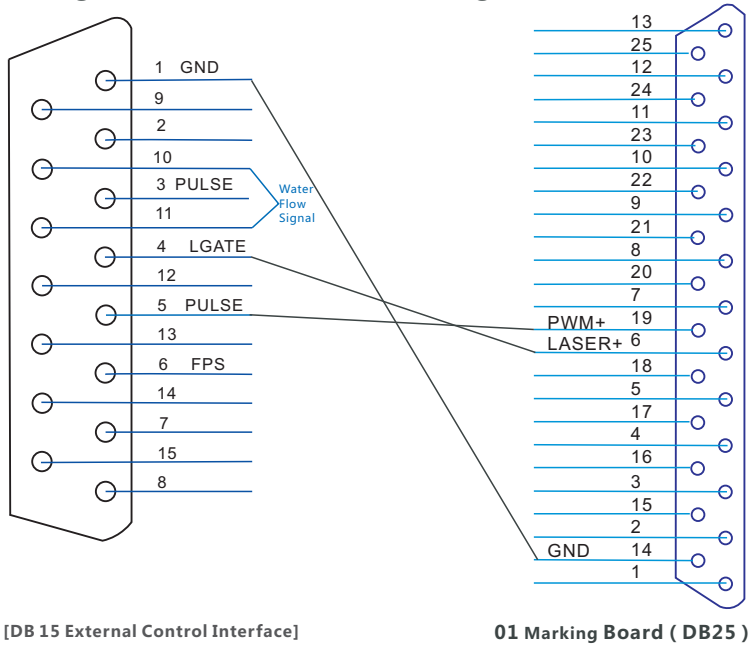 1 GND
9
2
10
3 PULSE
11
Water
Flow
Signal
4 LGATE
12
5 PULSE
13
6 FPS
14
7
15
8
13
25
12
24
11
23
10
22
9
21
8
20
7
PWM+ 19
LASER+ 6
18
5
17
4
16
3
15
2
GND 14
1
[DB 15 External Control Interface]
01 Marking Board ( DB25 )